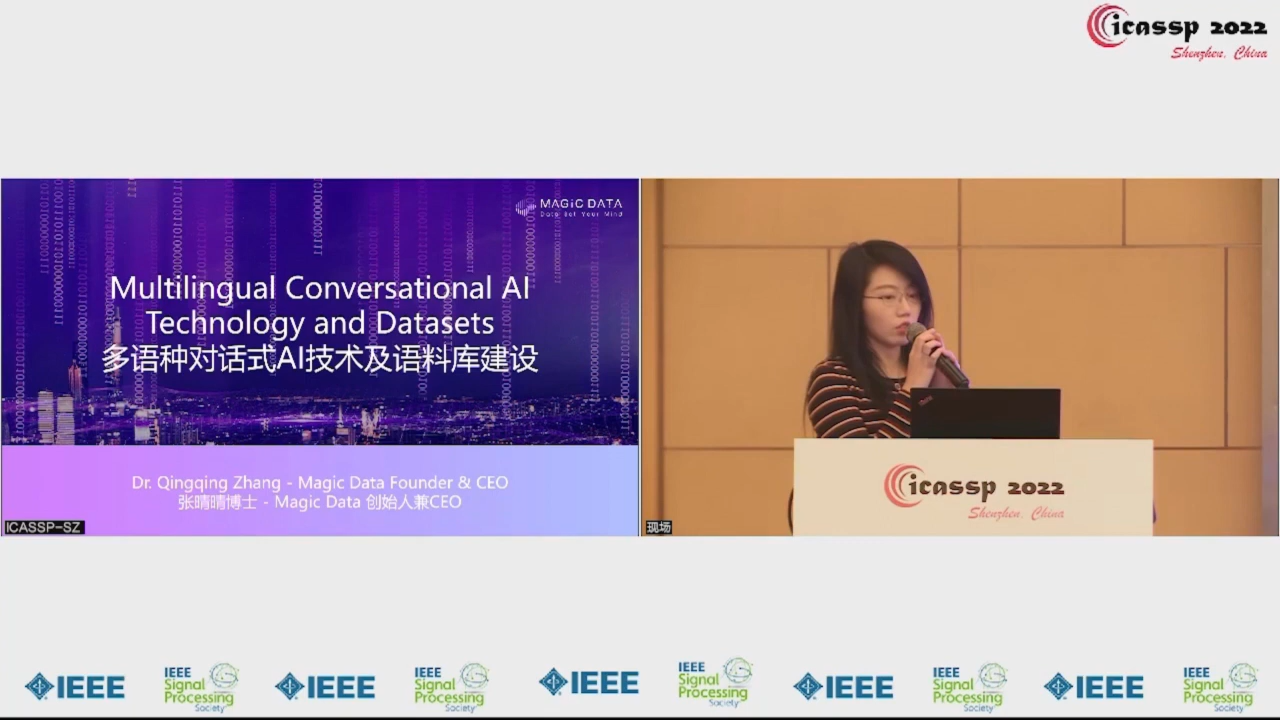 icassp 2022
Shenzhen, China
MAGIC DATA
Multilingual Conversational AI
Technology and Datasets
多语种对话式AI技术及语料库建设
Dr. Qingqing Zhang - Magic Data Founder & CEO
张晴晴博士 - Magic Data 创始人兼CEO
ICASSP-SZ
icassp 2022
Shenzhen, China
现场
IEEE
IEEE
Signal
Processing
Society
IEEE
IEEE
Signal
Processing
Society
IEEE
IEEE
Signal
Processing
Society
IEEE
IEEE
Signal
Processing
Society
IEEE
IEEE
Signal
Processing
Society